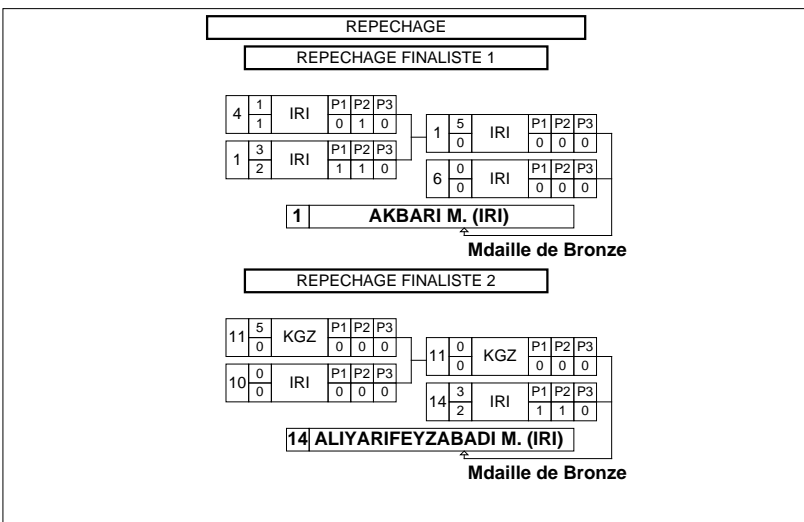 REPECHAGE
REPECHAGE FINALISTE 1
4 1 IRI P1 P2 P3
1 0 1 0
1 3 IRI P1 P2 P3
2 1 1 0
1 5 IRI P1 P2 P3
0 0 0 0
6 0 IRI P1 P2 P3
0 0 0 0
1 AKBARI M. (IRI)
Mdaille de Bronze
REPECHAGE FINALISTE 2
11 5 KGZ P1 P2 P3
0 0 0 0
10 0 IRI P1 P2 P3
0 0 0 0
11 0 KGZ P1 P2 P3
0 0 0 0
14 3 IRI P1 P2 P3
2 1 1 0
14 ALIYARIFEYZABADI M. (IRI)
Mdaille de Bronze